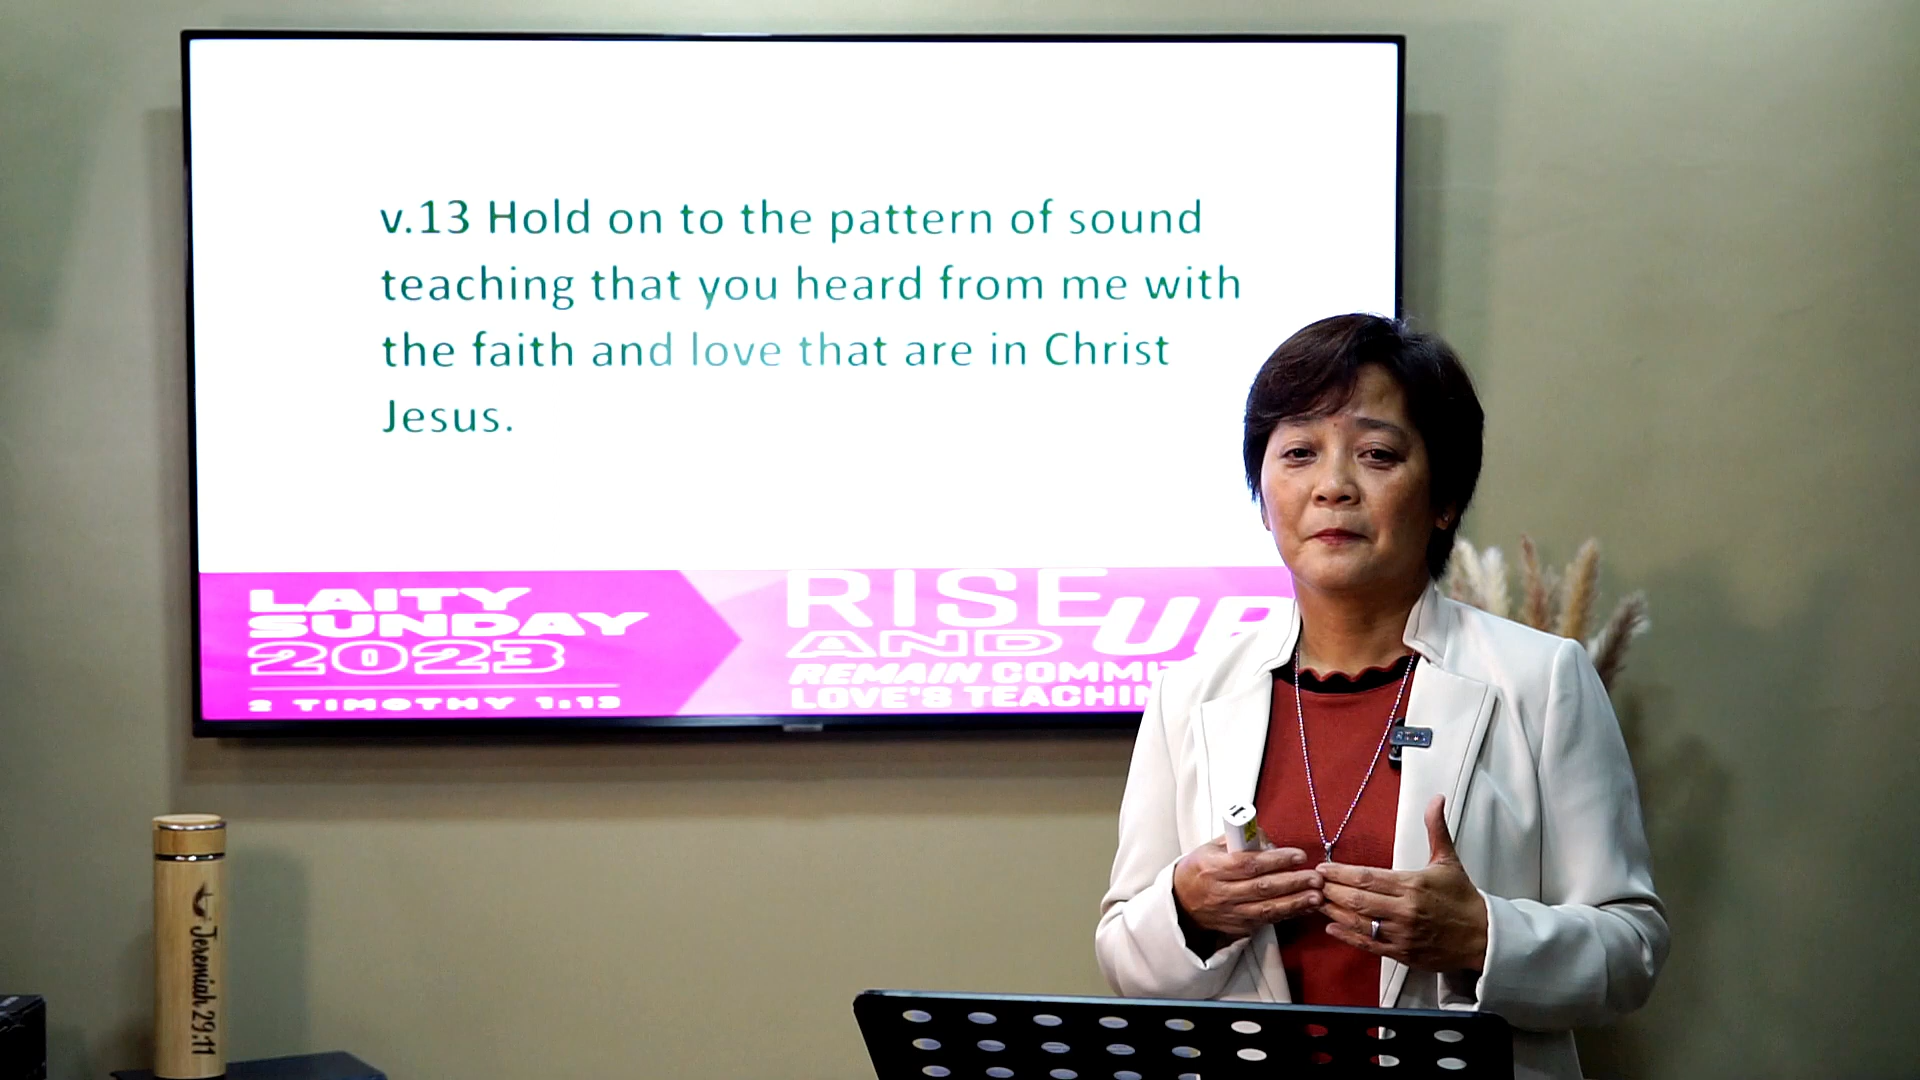 v.13 Hold on to the pattern of sound
teaching that you heard from me with
the faith and love that are in Christ
Jesus.
LAITY
SUNDAY
2023
2 TIMOTHY 1:13
RISE
AND UP
REMAIN
LOVE'S
Jeremiah 29:11